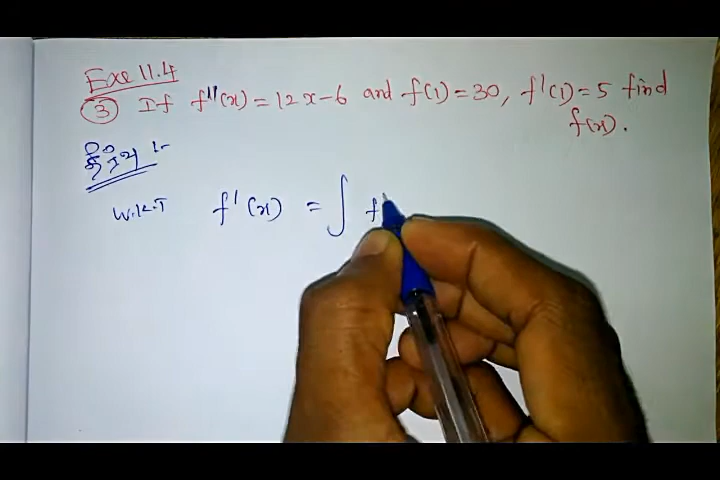 Exe 11.4
③ If f''(x) = 12x-6 and f(1) = 30, f'(1) = 5 find
f(x).
தீர்வு :-
W.K.T f'(x) = ∫ f